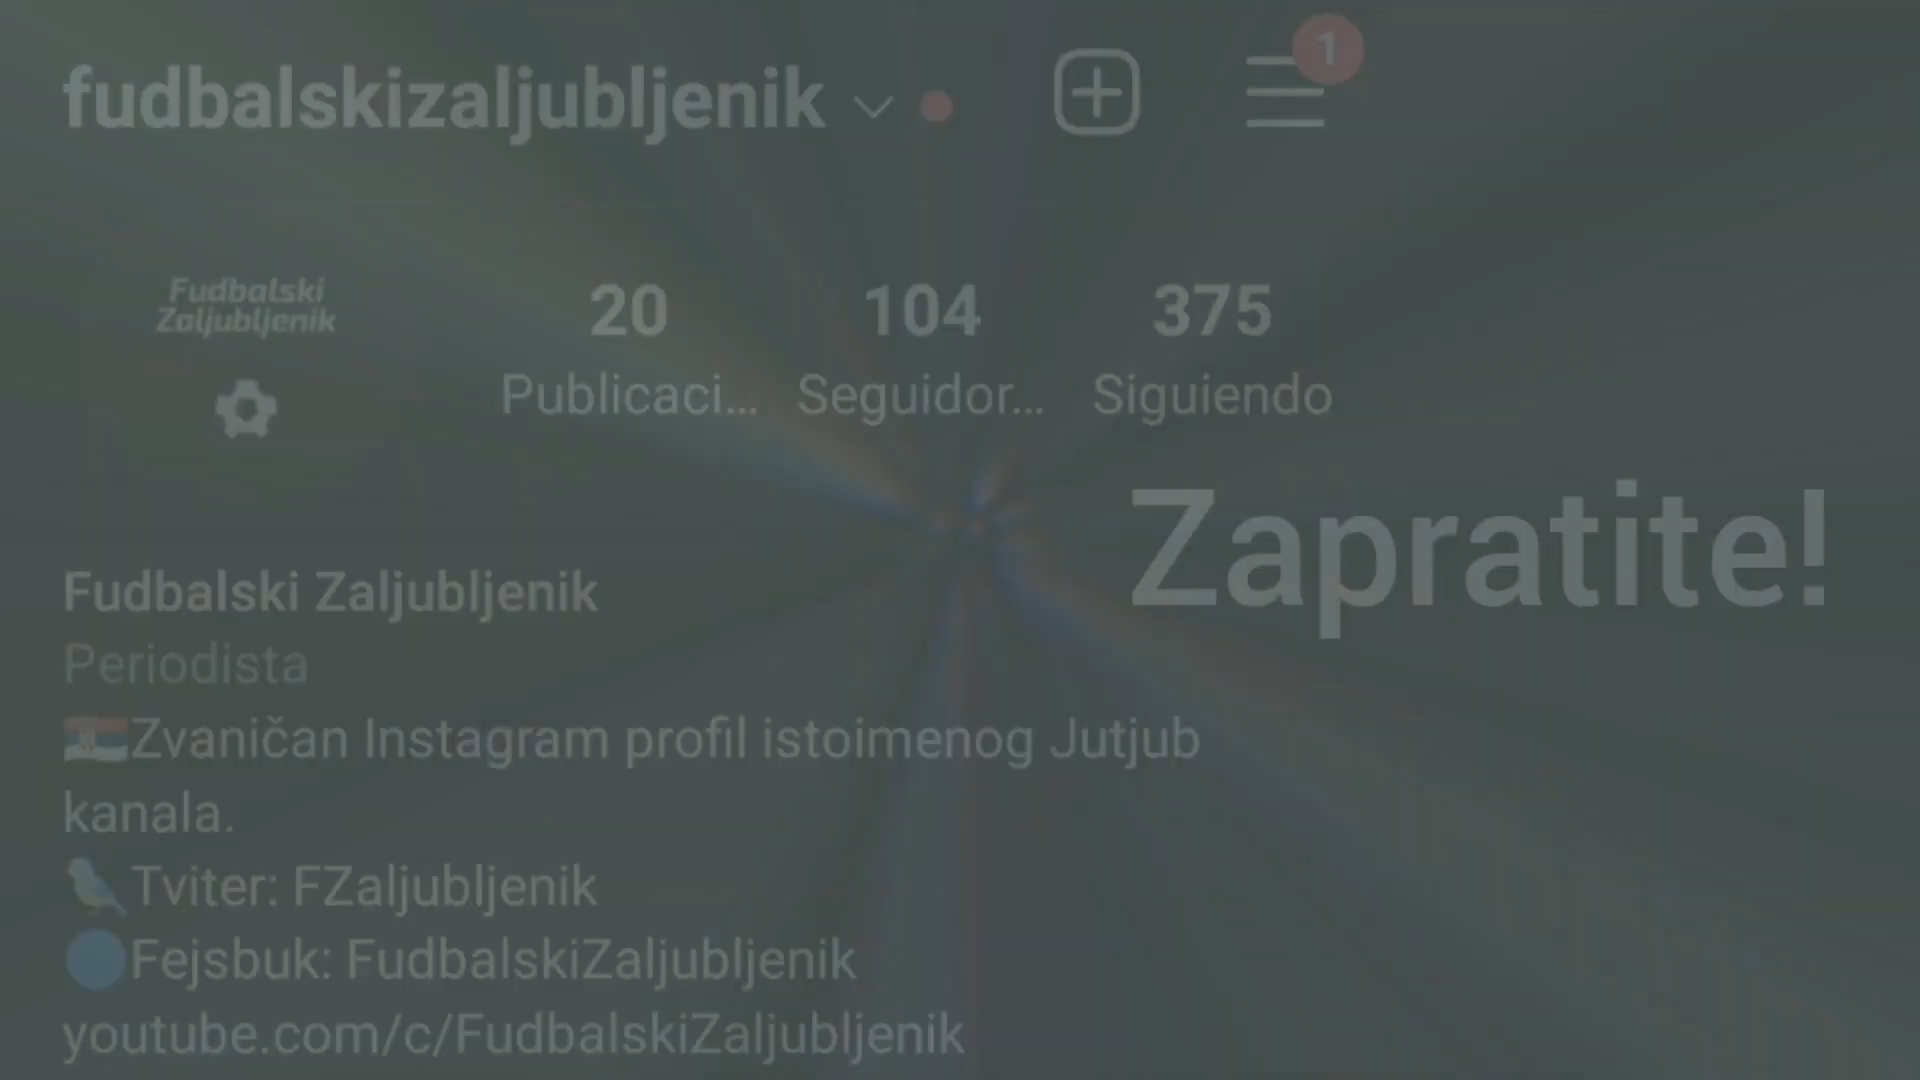 fudbalskizaljubljenik
1
Fudbalski
Zaljubljenik
20 104 375
Publicaci... Seguidor... Siguiendo
Zapratite!
Fudbalski Zaljubljenik
Periodista
🇷🇸Zvaničan Instagram profil istoimenog Jutjub
kanala.
🐦Tviter: FZaljubljenik
🔵Fejsbuk: FudbalskiZaljubljenik
youtube.com/c/FudbalskiZaljubljenik